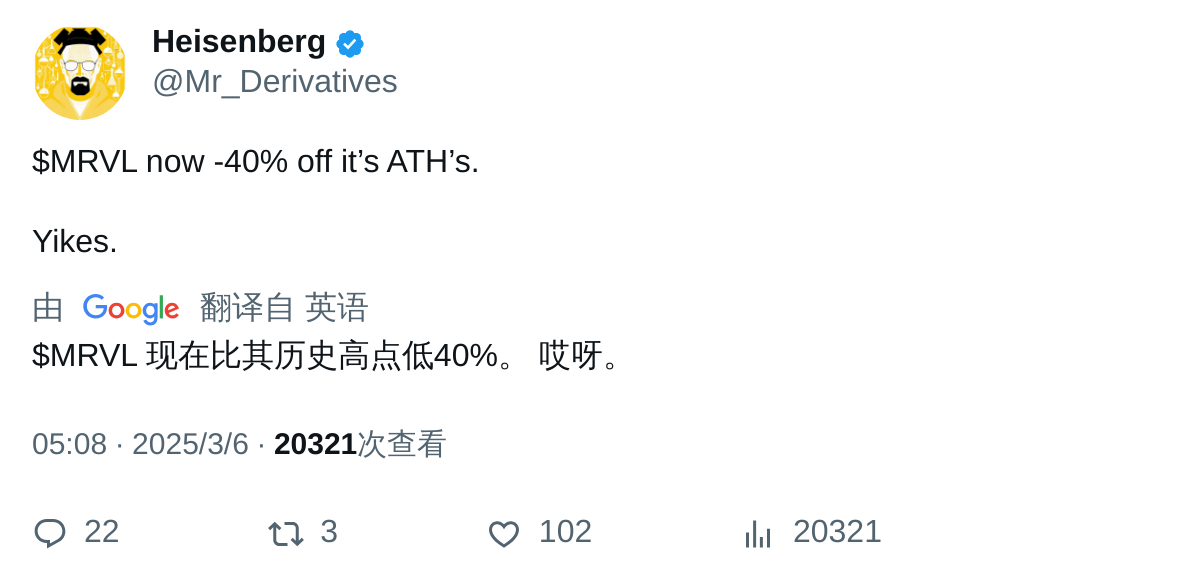 Heisenberg
@Mr_Derivatives
$MRVL now -40% off it’s ATH’s.
Yikes.
由 Google 翻译自 英语
$MRVL 现在比其历史高点低40%。 哎呀。
05:08 · 2025/3/6 · 20321次查看
22 3 102 20321